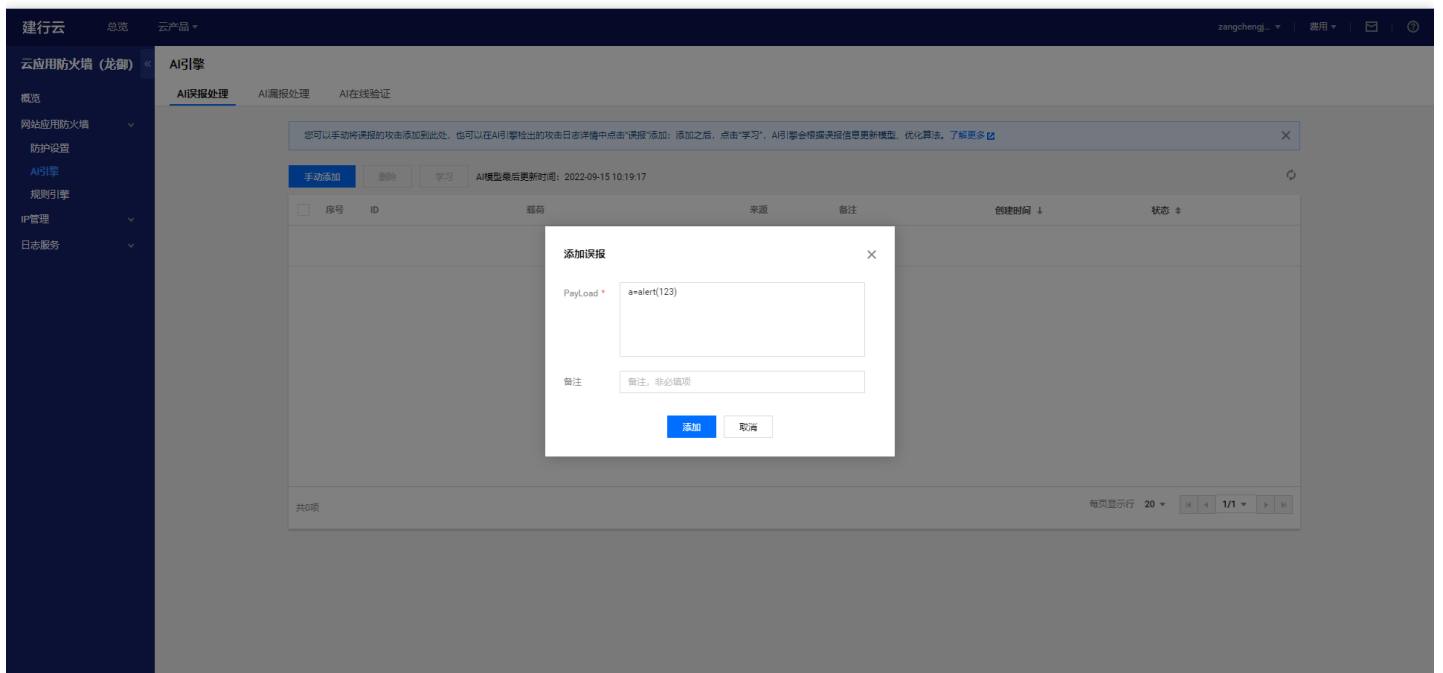 建行云 总览 云产品 zangchengj... 费用
云应用防火墙（龙御） « AI引擎
概览
AI误报处理 AI漏报处理 AI在线验证
网站应用防火墙
防护设置
AI引擎
规则引擎
IP管理
日志服务
您可以手动将误报的攻击添加到此处，也可以在AI引擎检出的攻击日志详情中点击“误报”添加；添加之后，点击“学习”，AI引擎会根据误报信息更新模型，优化算法。了解更多
手动添加 删除 学习 AI模型最后更新时间：2022-09-15 10:19:17
序号 ID 载荷 来源 备注 创建时间 ↓ 状态
添加误报
PayLoad * a=alert(123)
备注 备注，非必填项
添加 取消
共0项 每页显示行 20 1/1